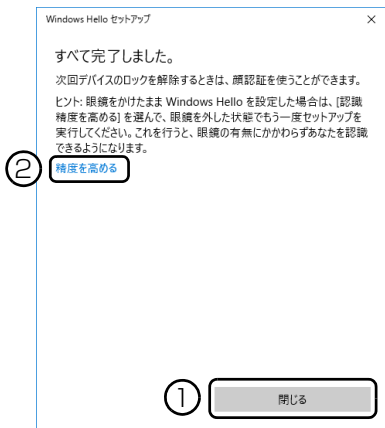 Windows Hello セットアップ
すべて完了しました。
次回デバイスのロックを解除するときは、顔認証を使うことができます。
ヒント: 眼鏡をかけたまま Windows Hello を設定した場合は、[認識
精度を高める] を選んで、眼鏡を外した状態でもう一度セットアップを
実行してください。これを行うと、眼鏡の有無にかかわらずあなたを認識
できるようになります。
② 精度を高める
① 閉じる